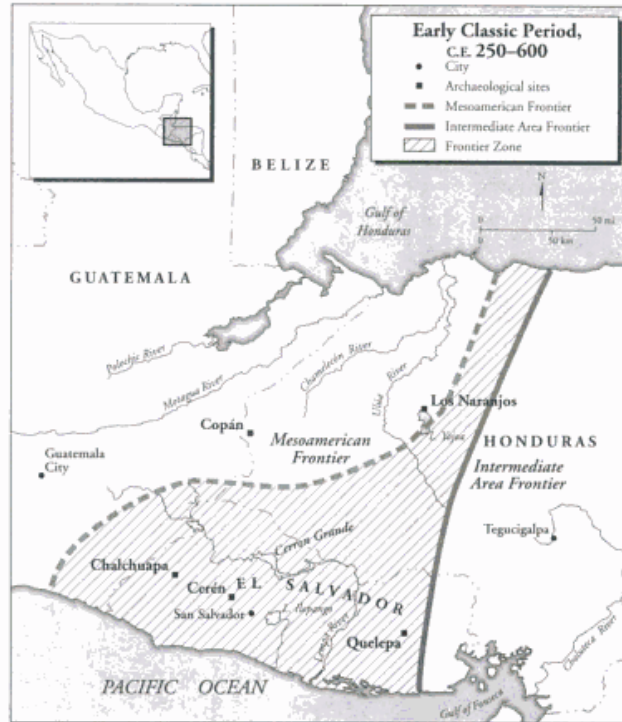 Early Classic Period,
C.E. 250–600
City
Archaeological sites
Mesoamerican Frontier
Intermediate Area Frontier
Frontier Zone
N
0 50 mi.
0 50 km
BELIZE
Gulf of
Honduras
GUATEMALA
Polochic River
Motagua River
Chamelecón River
Ulúa River
Los Naranjos
L. Yojoa
Copán
Mesoamerican
Frontier
HONDURAS
Intermediate
Area Frontier
Guatemala
City
Tegucigalpa
Cerron Grande
Chalchuapa
Cerén
EL SALVADOR
San Salvador
L. Ilopango
Lempa River
Quelepa
Choluteca River
PACIFIC OCEAN
Gulf of Fonseca